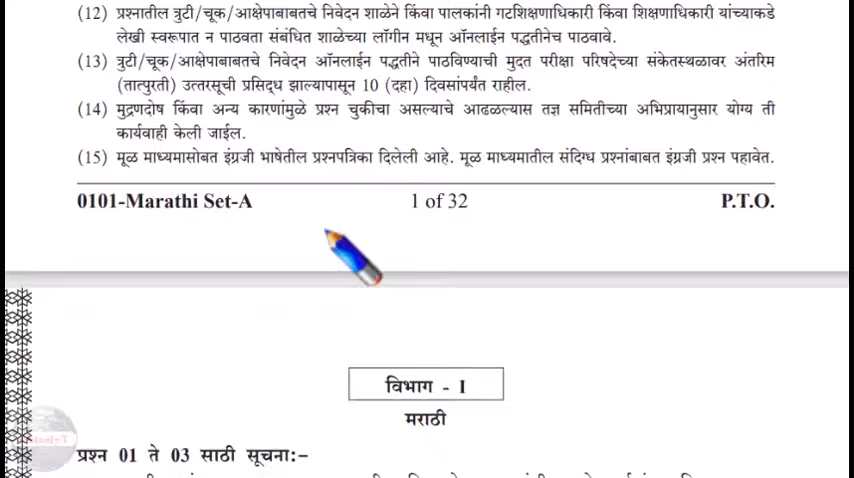 (12) प्रश्नातील त्रुटी/चूक/आक्षेपाबाबतचे निवेदन शाळेने किंवा पालकांनी गटशिक्षणाधिकारी किंवा शिक्षणाधिकारी यांच्याकडे
लेखी स्वरूपात न पाठवता संबंधित शाळेच्या लॉगीन मधून ऑनलाईन पद्धतीनेच पाठवावे.
(13) त्रुटी/चूक/आक्षेपाबाबतचे निवेदन ऑनलाईन पद्धतीने पाठविण्याची मुदत परीक्षा परिषदेच्या संकेतस्थळावर अंतरिम
(तात्पुरती) उत्तरसूची प्रसिद्ध झाल्यापासून 10 (दहा) दिवसांपर्यंत राहील.
(14) मुद्रणदोष किंवा अन्य कारणांमुळे प्रश्न चुकीचा असल्याचे आढळल्यास तज्ञ समितीच्या अभिप्रायानुसार योग्य ती
कार्यवाही केली जाईल.
(15) मूळ माध्यमासोबत इंग्रजी भाषेतील प्रश्नपत्रिका दिलेली आहे. मूळ माध्यमातील संदिग्ध प्रश्नांबाबत इंग्रजी प्रश्न पहावेत.
0101-Marathi Set-A 1 of 32 P.T.O.
विभाग - I
मराठी
प्रश्न 01 ते 03 साठी सूचना:-